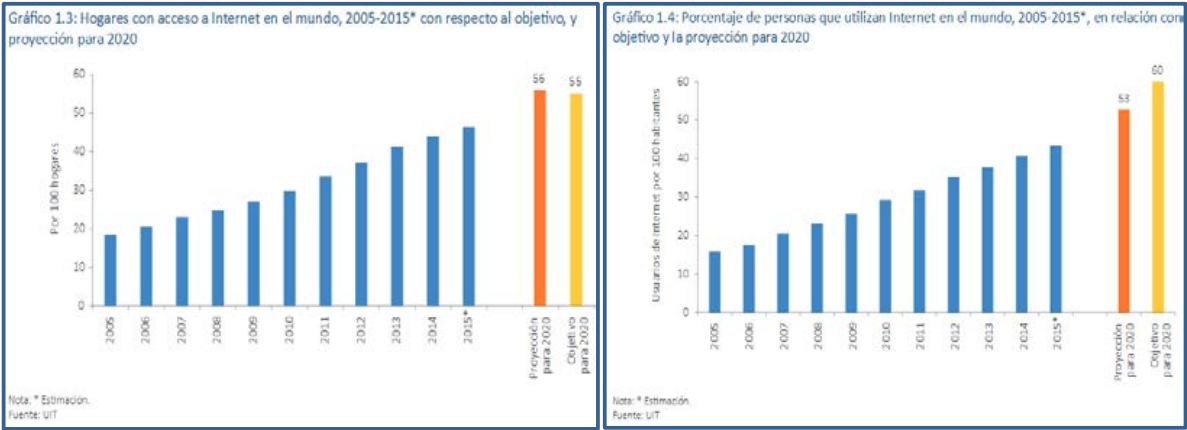 Gráfico 1.3: Hogares con acceso a Internet en el mundo, 2005-2015* con respecto al objetivo, y
proyección para 2020
60
50
40
30
20
10
0
Por 100 hogares
56
55
2005
2006
2007
2008
2009
2010
2011
2012
2013
2014
2015*
Proyección
para 2020
Objetivo
para 2020
Nota: * Estimación.
Fuente: UIT
Gráfico 1.4: Porcentaje de personas que utilizan Internet en el mundo, 2005-2015*, en relación con
objetivo y la proyección para 2020
60
50
40
30
20
10
0
Usuarios de Internet por 100 habitantes
53
60
2005
2006
2007
2008
2009
2010
2011
2012
2013
2014
2015*
Proyección
para 2020
Objetivo
para 2020
Nota: * Estimación
Fuente: UIT